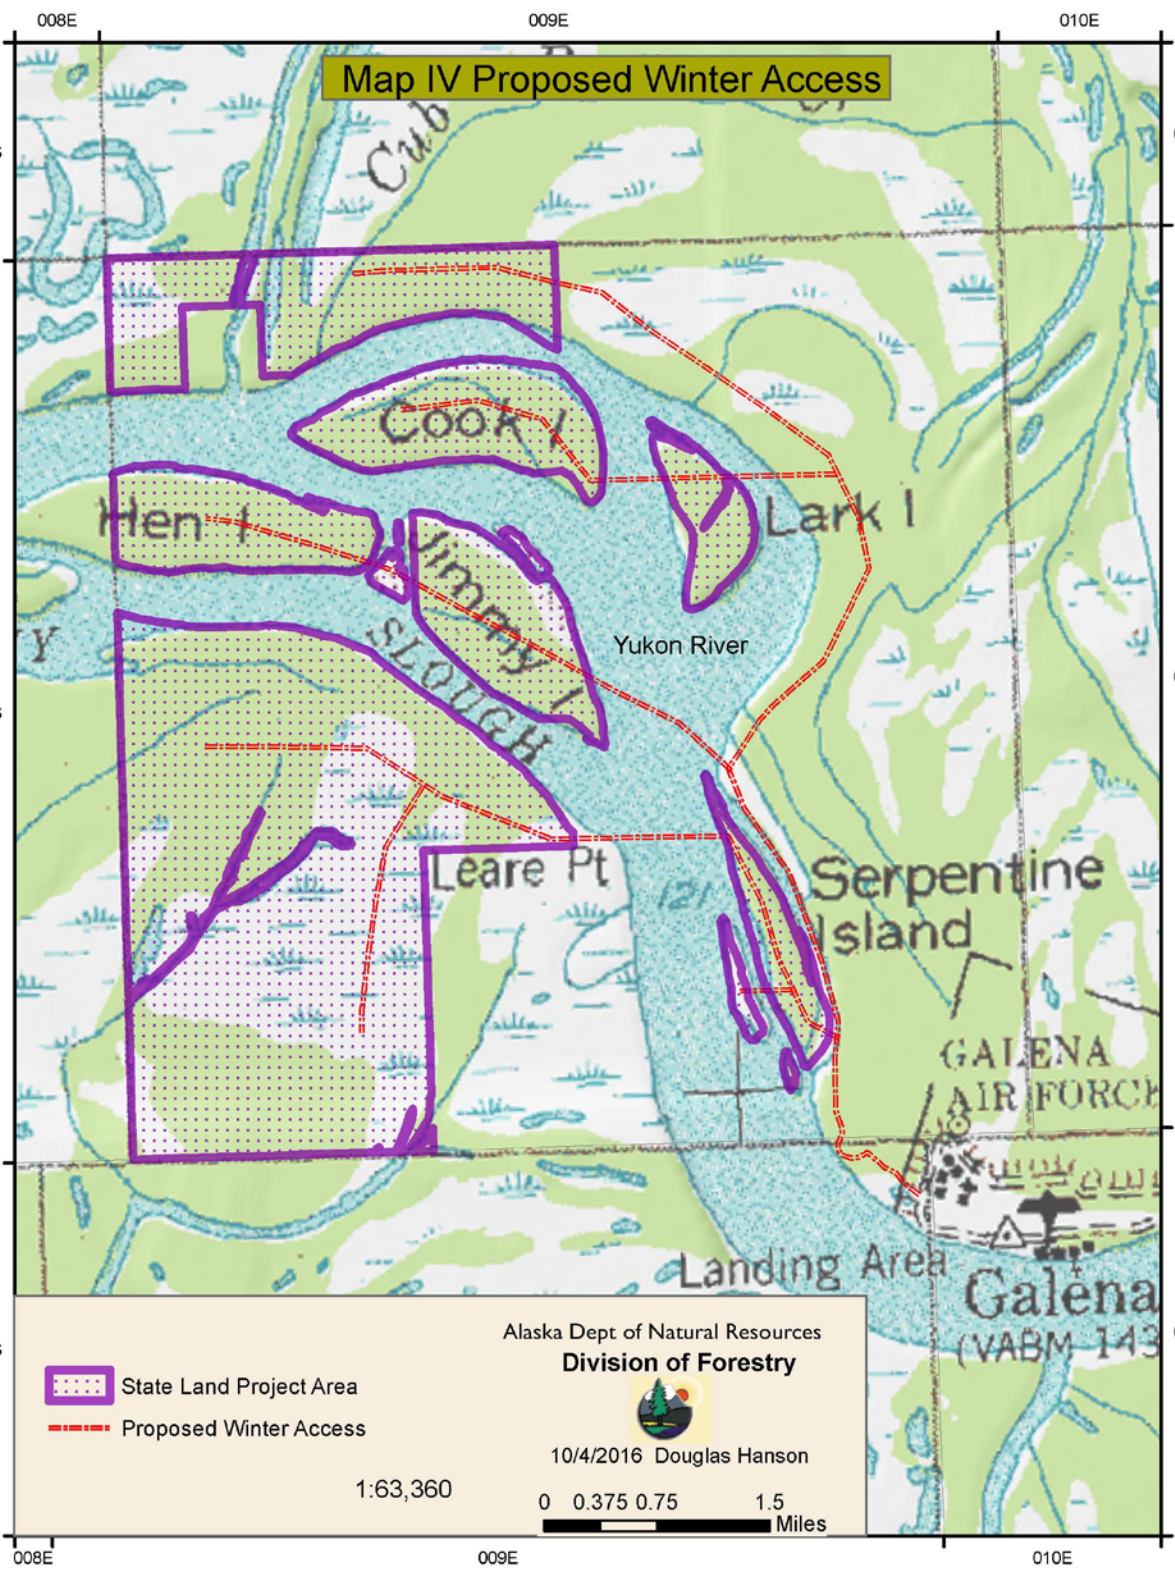 008E 009E 010E
Map IV Proposed Winter Access
Cub
Cook I
Hen I
Lark I
Jimmy I
Yukon River
Y
SLOUGH
Leare Pt
121
Serpentine
Island
GALENA
AIR FORCE
Landing Area
Galena
(VABM 143
Alaska Dept of Natural Resources
Division of Forestry
State Land Project Area
Proposed Winter Access
10/4/2016 Douglas Hanson
1:63,360
0 0.375 0.75 1.5
Miles
008E 009E 010E